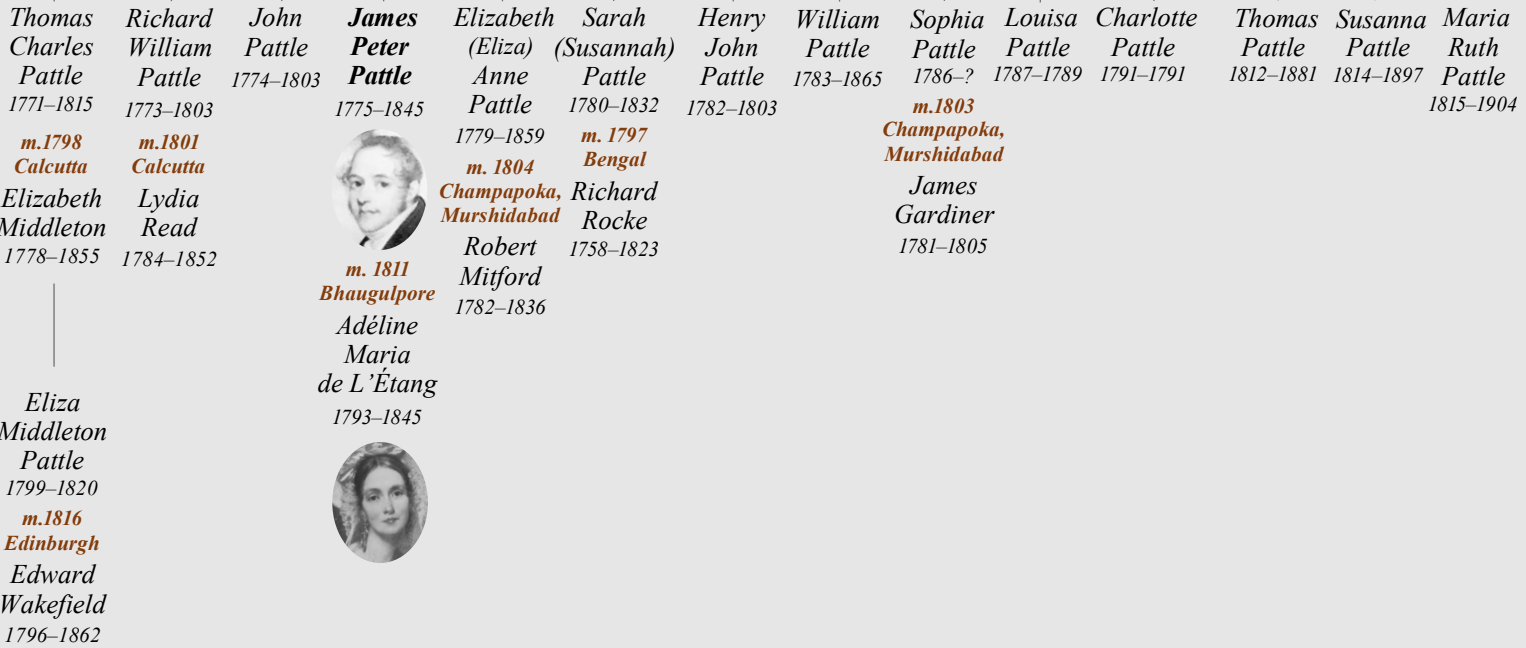 Thomas
Charles
Pattle
1771–1815
m.1798
Calcutta
Elizabeth
Middleton
1778–1855
Eliza
Middleton
Pattle
1799–1820
m.1816
Edinburgh
Edward
Wakefield
1796–1862
Richard
William
Pattle
1773–1803
m.1801
Calcutta
Lydia
Read
1784–1852
John
Pattle
1774–1803
James
Peter
Pattle
1775–1845
m. 1811
Bhaugulpore
Adéline
Maria
de L’Étang
1793–1845
Elizabeth
(Eliza)
Anne
Pattle
1779–1859
m. 1804
Champapoka,
Murshidabad
Robert
Mitford
1782–1836
Sarah
(Susannah)
Pattle
1780–1832
m. 1797
Bengal
Richard
Rocke
1758–1823
Henry
John
Pattle
1782–1803
William
Pattle
1783–1865
Sophia
Pattle
1786–?
m.1803
Champapoka,
Murshidabad
James
Gardiner
1781–1805
Louisa
Pattle
1787–1789
Charlotte
Pattle
1791–1791
Thomas
Pattle
1812–1881
Susanna
Pattle
1814–1897
Maria
Ruth
Pattle
1815–1904